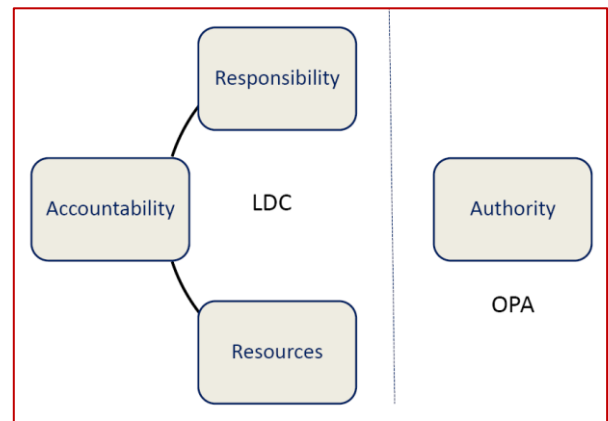 Responsibility
Accountability
LDC
Authority
OPA
Resources